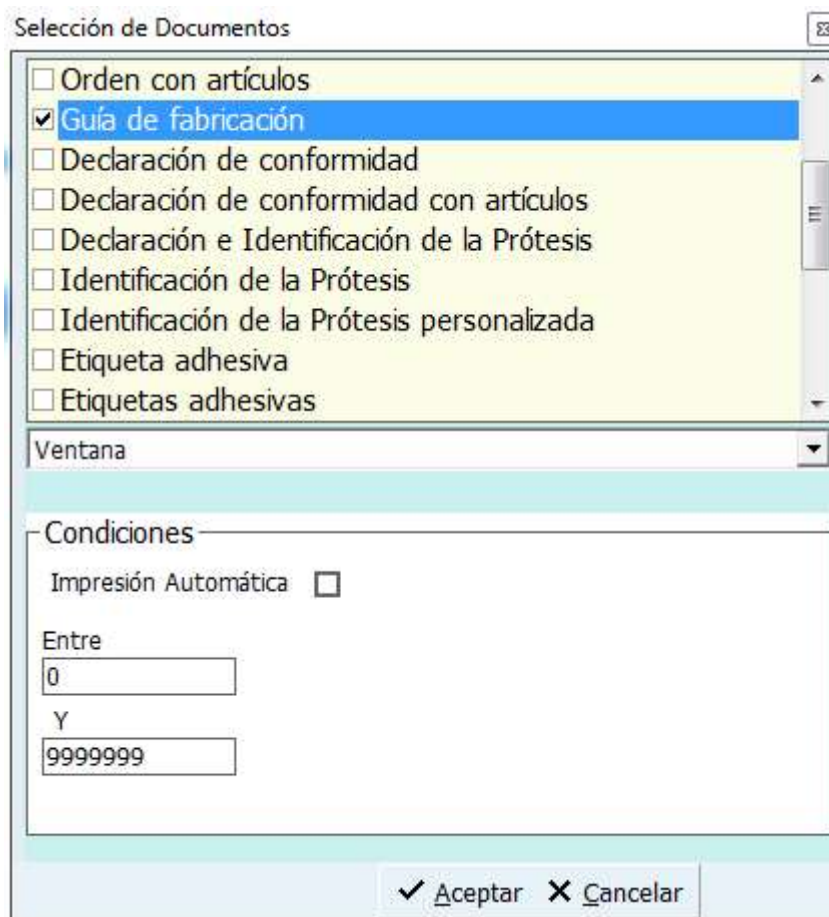 Selección de Documentos
Orden con artículos
Guía de fabricación
Declaración de conformidad
Declaración de conformidad con artículos
Declaración e Identificación de la Prótesis
Identificación de la Prótesis
Identificación de la Prótesis personalizada
Etiqueta adhesiva
Etiquetas adhesivas
Ventana
Condiciones
Impresión Automática
Entre
0
Y
9999999
Aceptar Cancelar